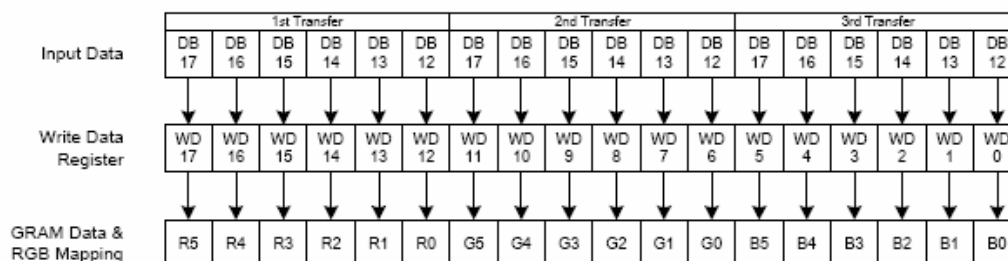 1st Transfer 2nd Transfer 3rd Transfer
Input Data DB 17 DB 16 DB 15 DB 14 DB 13 DB 12 DB 17 DB 16 DB 15 DB 14 DB 13 DB 12 DB 17 DB 16 DB 15 DB 14 DB 13 DB 12
Write Data Register WD 17 WD 16 WD 15 WD 14 WD 13 WD 12 WD 11 WD 10 WD 9 WD 8 WD 7 WD 6 WD 5 WD 4 WD 3 WD 2 WD 1 WD 0
GRAM Data & RGB Mapping R5 R4 R3 R2 R1 R0 G5 G4 G3 G2 G1 G0 B5 B4 B3 B2 B1 B0